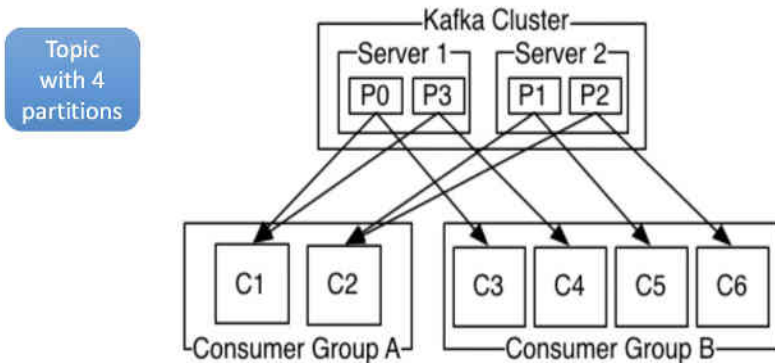 Topic
with 4
partitions
Kafka Cluster
Server 1
Server 2
P0
P3
P1
P2
C1
C2
C3
C4
C5
C6
Consumer Group A
Consumer Group B